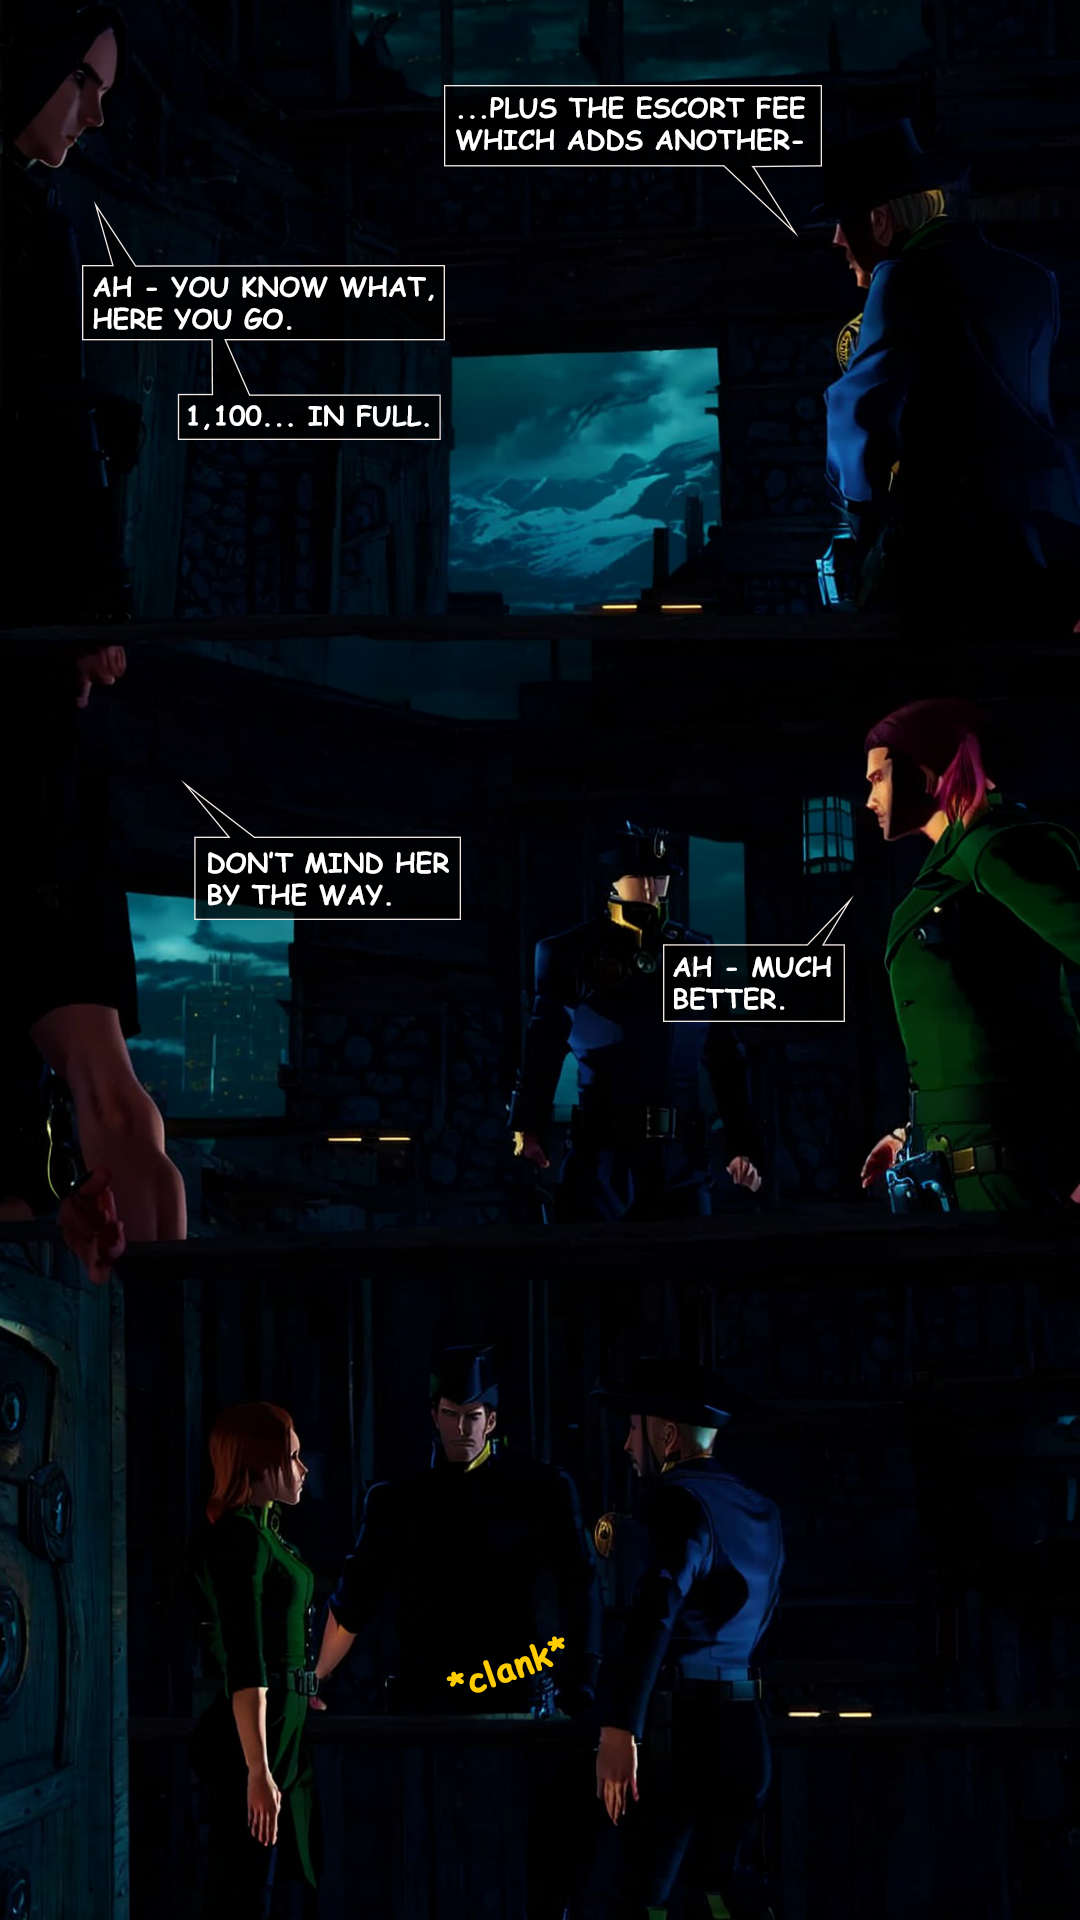 ...PLUS THE ESCORT FEE
WHICH ADDS ANOTHER-
AH - YOU KNOW WHAT,
HERE YOU GO.
1,100... IN FULL.
DON'T MIND HER
BY THE WAY.
AH - MUCH
BETTER.
*clank*